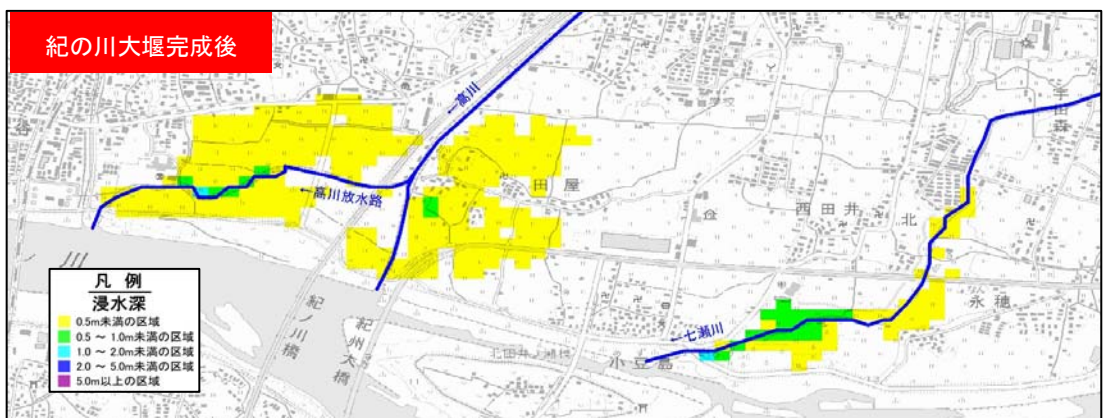 紀の川大堰完成後
←高川
宇田森
←高川放水路
田屋
西田井
北
永穂
川
紀ノ川橋
紀州大橋
←七瀬川
小豆島
凡例
浸水深
0.5m未満の区域
0.5 ～ 1.0m未満の区域
1.0 ～ 2.0m未満の区域
2.0 ～ 5.0m未満の区域
5.0m以上の区域